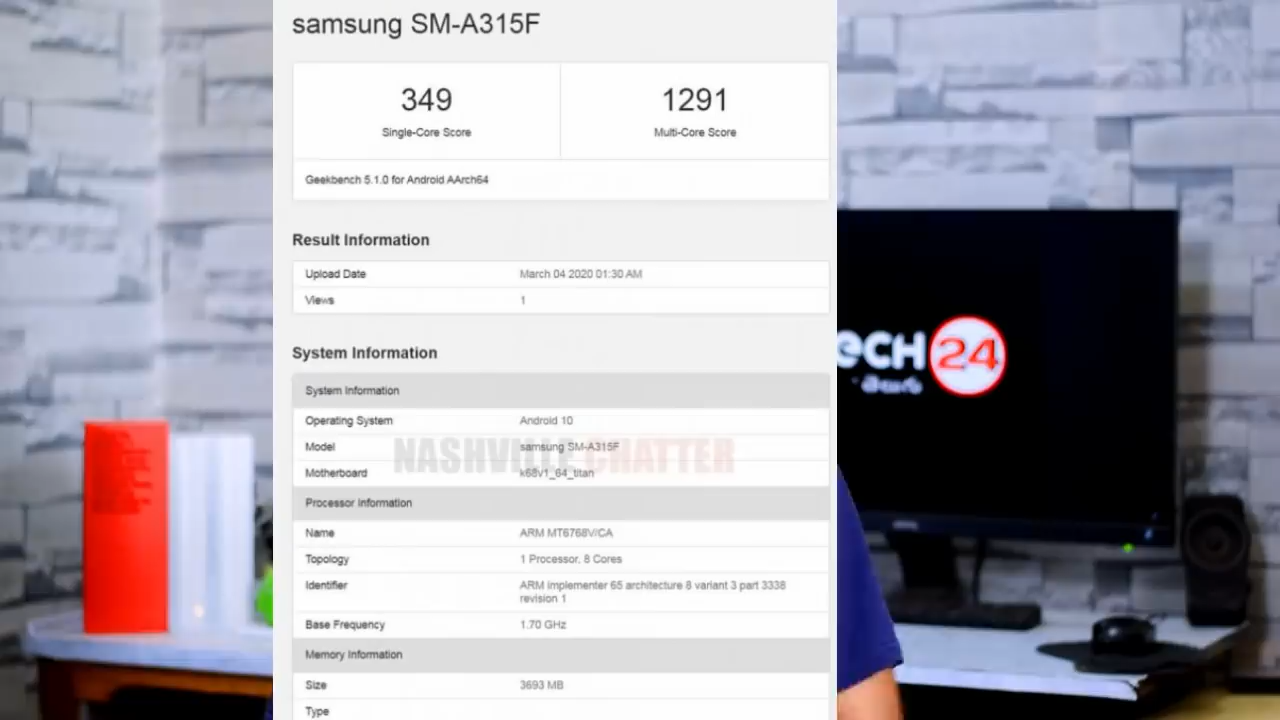 samsung SM-A315F
349
Single-Core Score
1291
Multi-Core Score
Geekbench 5.1.0 for Android AArch64
Result Information
Upload Date March 04 2020 01:30 AM
Views 1
System Information
System Information
Operating System Android 10
Model samsung SM-A315F
NASHVILLE CHATTER
Motherboard k68v1_64_titan
Processor Information
Name ARM MT6768V/CA
Topology 1 Processor, 8 Cores
Identifier ARM implementer 65 architecture 8 variant 3 part 3338
revision 1
Base Frequency 1.70 GHz
Memory Information
Size 3693 MB
Type
ECH 24
తెలుగు